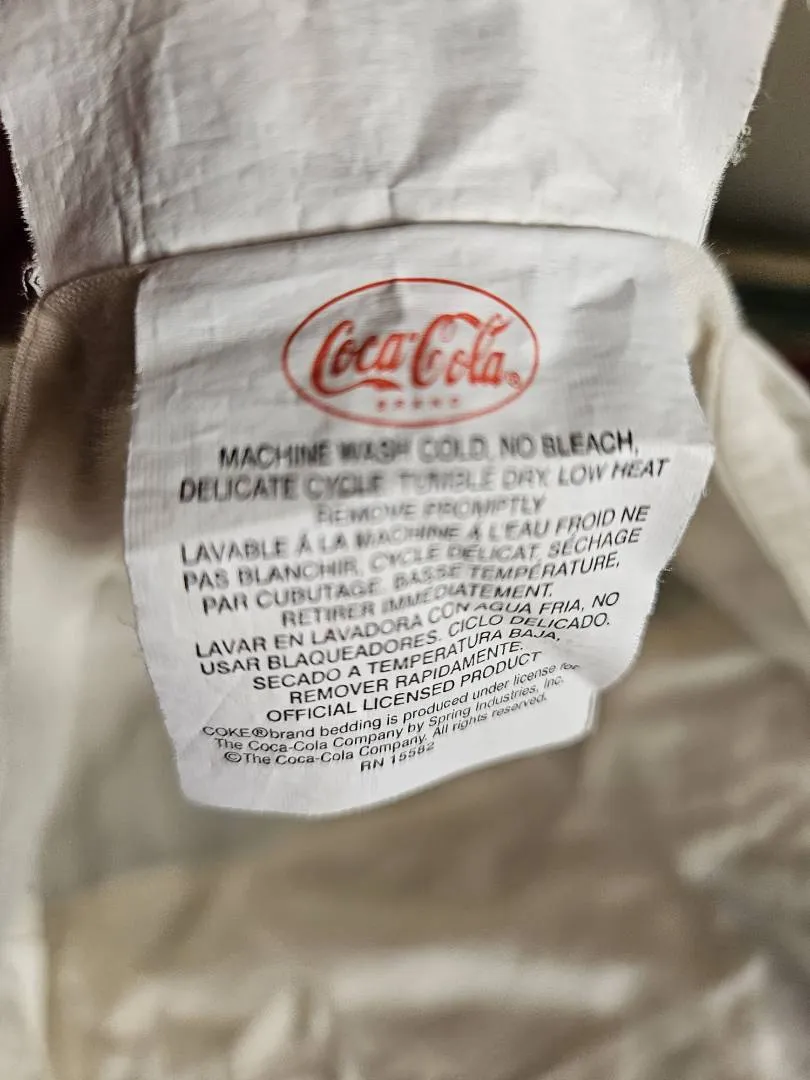 Coca-Cola®
BRAND
MACHINE WASH COLD, NO BLEACH,
DELICATE CYCLE TUMBLE DRY, LOW HEAT
REMOVE PROMPTLY
LAVABLE Á LA MACHINE Á L'EAU FROID NE
PAS BLANCHIR, CYCLE DÉLICAT, SÉCHAGE
PAR CUBUTAGE, BASSE TEMPÉRATURE,
RETIRER IMMÉDIATEMENT.
LAVAR EN LAVADORA CON AGUA FRIA, NO
USAR BLAQUEADORES. CICLO DELICADO.
SECADO A TEMPERATURA BAJA,
REMOVER RAPIDAMENTE.
OFFICIAL LICENSED PRODUCT
COKE®brand bedding is produced under license for
The Coca-Cola Company by Spring Industries, Inc.
©The Coca-Cola Company. All rights reserved.
RN 15582